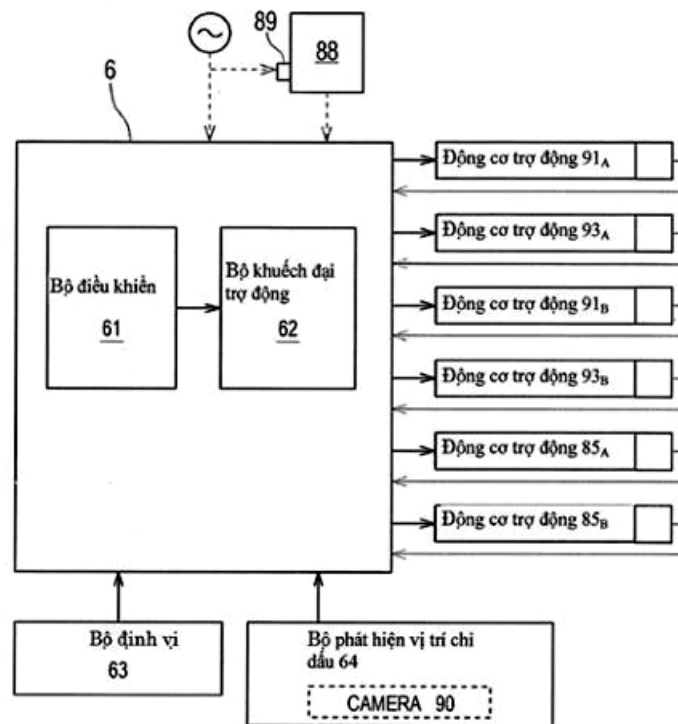 89
88
6
Động cơ trợ động 91A
Động cơ trợ động 93A
Bộ điều khiển
61
Bộ khuếch đại
trợ động
62
Động cơ trợ động 91B
Động cơ trợ động 93B
Động cơ trợ động 85A
Động cơ trợ động 85B
Bộ định vị
63
Bộ phát hiện vị trí chỉ
dấu 64
CAMERA 90